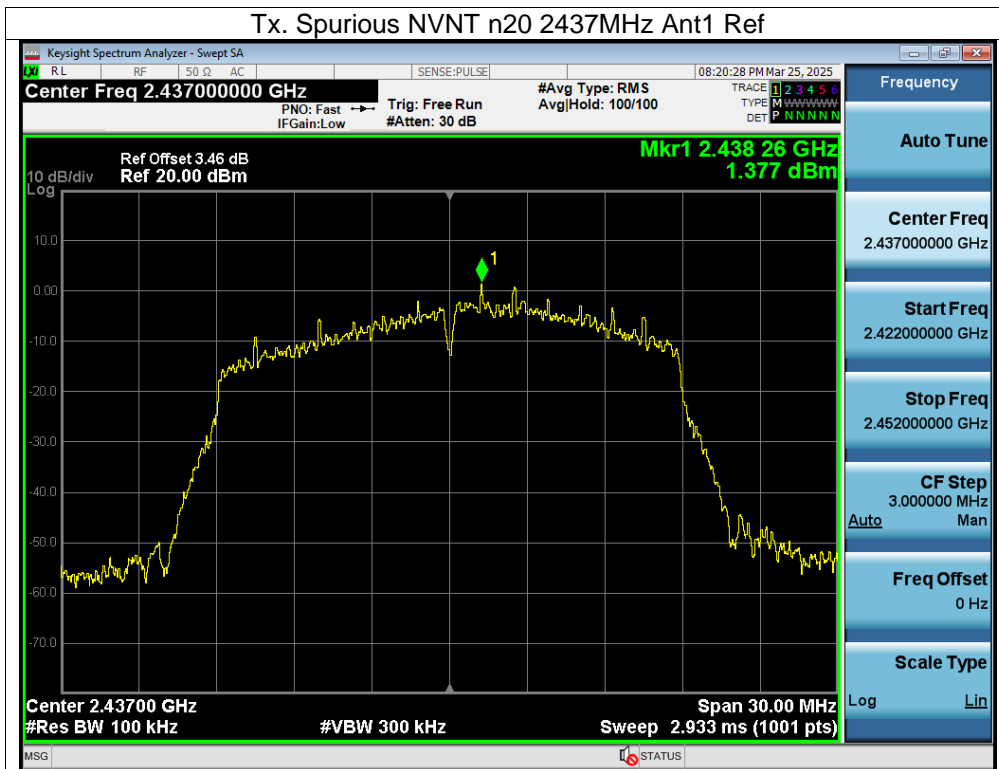 Tx. Spurious NVNT n20 2437MHz Ant1 Ref
Keysight Spectrum Analyzer - Swept SA
LXI RL RF 50 Ω AC SENSE:PULSE 08:20:28 PM Mar 25, 2025
Center Freq 2.437000000 GHz #Avg Type: RMS TRACE 1 2 3 4 5 6
PNO: Fast Trig: Free Run Avg|Hold: 100/100 TYPE M WWWWW
IFGain:Low #Atten: 30 dB DET P N N N N N
Mkr1 2.438 26 GHz
1.377 dBm
Ref Offset 3.46 dB
10 dB/div Ref 20.00 dBm
Log
10.0
0.00
-10.0
-20.0
-30.0
-40.0
-50.0
-60.0
-70.0
1
Center 2.43700 GHz Span 30.00 MHz
#Res BW 100 kHz #VBW 300 kHz Sweep 2.933 ms (1001 pts)
MSG STATUS
Frequency
Auto Tune
Center Freq
2.437000000 GHz
Start Freq
2.422000000 GHz
Stop Freq
2.452000000 GHz
CF Step
3.000000 MHz
Auto Man
Freq Offset
0 Hz
Scale Type
Log Lin